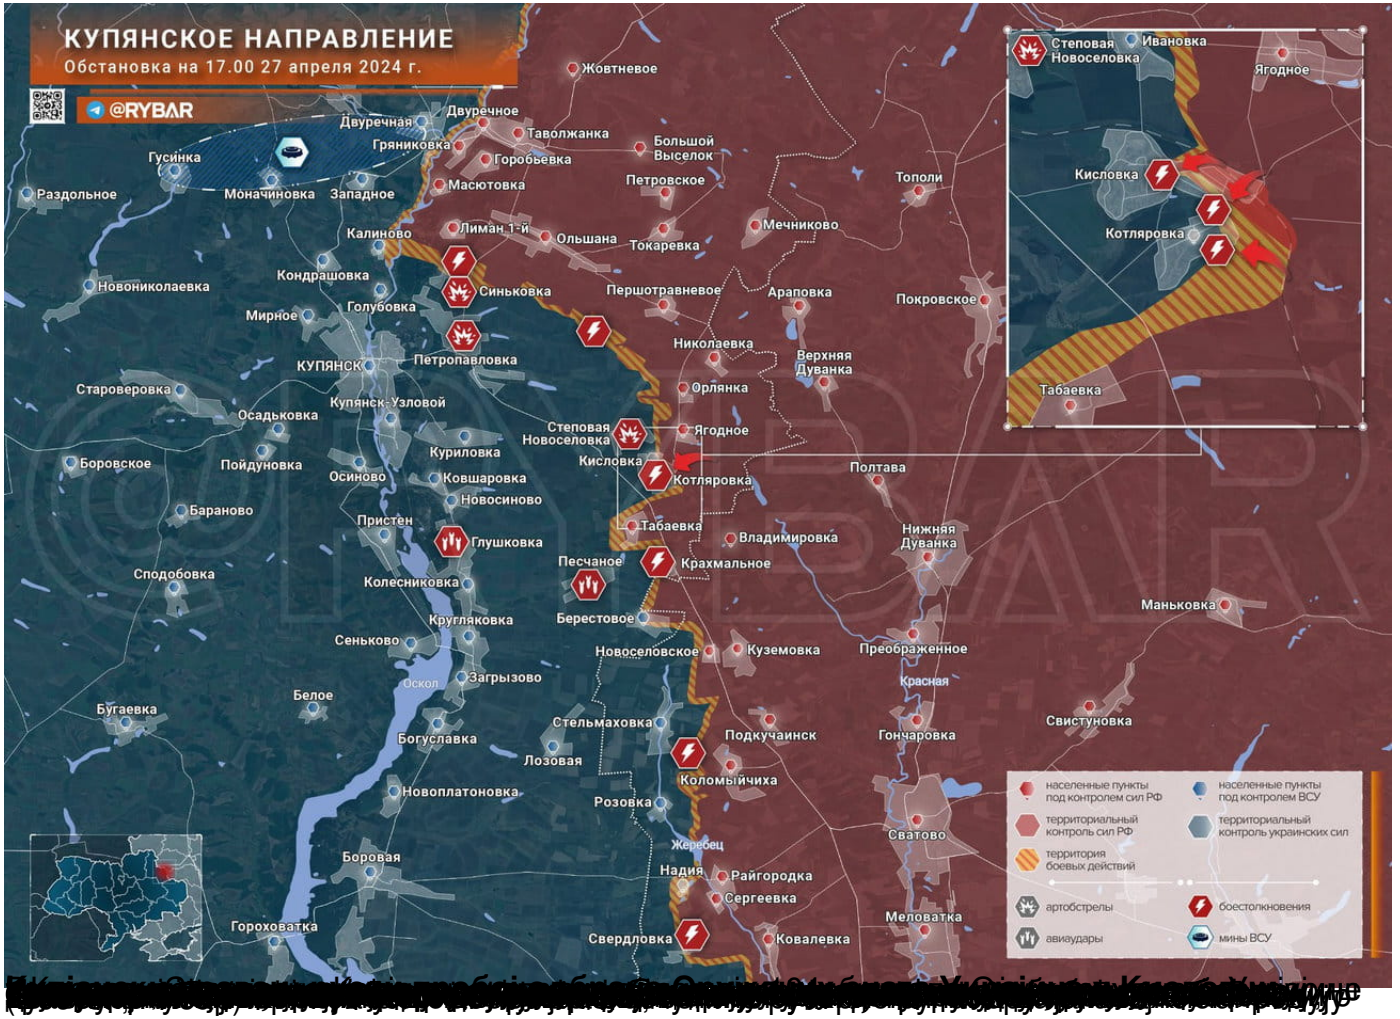 КУПЯНСКОЕ НАПРАВЛЕНИЕ
Обстановка на 17.00 27 апреля 2024 г.
@RYBAR
Степовая
Новоселовка
Ивановка
Ягодное
Кисловка
Котляровка
Табаевка
Жовтневое
Двуречное
Двуречная
Таволжанка
Гряниковка
Горобьевка
Большой
Выселок
Гусинка
Раздольное
Моначиновка
Западное
Масютовка
Петровское
Тополи
Калиново
Лиман 1-й
Ольшана
Токаревка
Мечниково
Кондрашовка
Новониколаевка
Голубовка
Синьковка
Першотравневое
Араповка
Покровское
Мирное
Петропавловка
Николаевка
Верхняя
Дуванка
КУПЯНСК
Староверовка
Орлянка
Купянск-Узловой
Осадьковка
Степовая
Новоселовка
Ягодное
Куриловка
Боровское
Пойдуновка
Осиново
Ковшаровка
Кисловка
Котляровка
Полтава
Новосиново
Бараново
Пристен
Табаевка
Владимировка
Нижняя
Дуванка
Глушковка
Песчаное
Крахмальное
Сподобовка
Колесниковка
Маньковка
Берестовое
Кругляковка
Сеньково
Новоселовское
Куземовка
Преображенное
Оскол
Загрызово
Красная
Белое
Бугаевка
Стельмаховка
Свистуновка
Богуславка
Подкучаинск
Гончаровка
Лозовая
Коломыйчиха
Новоплатоновка
Розовка
Сватово
Жеребец
Боровая
Надия
Райгородка
Сергеевка
Меловатка
Гороховатка
Свердловка
Ковалевка
населенные пункты
под контролем сил РФ
населенные пункты
под контролем ВСУ
территориальный
контроль сил РФ
территориальный
контроль украинских сил
территория
боевых действий
артобстрелы
боестолкновения
авиаудары
мины ВСУ
@RYBAR